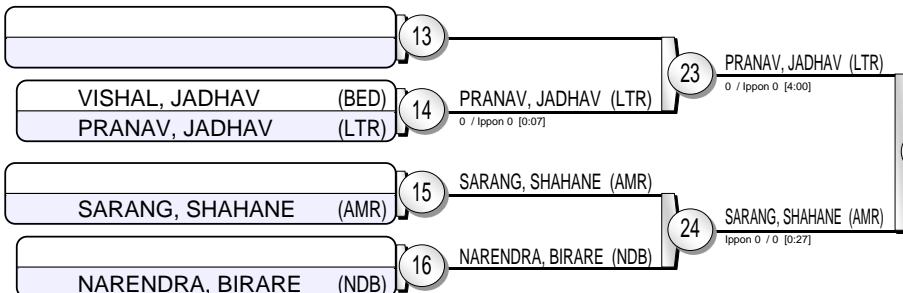 13
VISHAL, JADHAV (BED)
PRANAV, JADHAV (LTR)
14
PRANAV, JADHAV (LTR)
0 / Ippon 0 [0:07]
23
PRANAV, JADHAV (LTR)
0 / Ippon 0 [4:00]
SARANG, SHAHANE (AMR)
15
SARANG, SHAHANE (AMR)
NARENDRA, BIRARE (NDB)
16
NARENDRA, BIRARE (NDB)
24
SARANG, SHAHANE (AMR)
Ippon 0 / 0 [0:27]